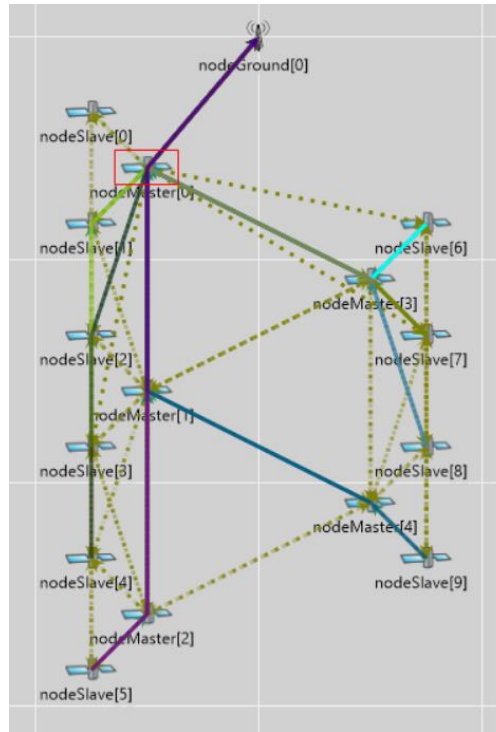 nodeGround[0]
nodeSlave[0]
nodeMaster[0]
nodeSlave[1]
nodeSlave[6]
nodeMaster[3]
nodeSlave[2]
nodeSlave[7]
nodeMaster[1]
nodeSlave[3]
nodeSlave[8]
nodeMaster[4]
nodeSlave[4]
nodeSlave[9]
nodeMaster[2]
nodeSlave[5]